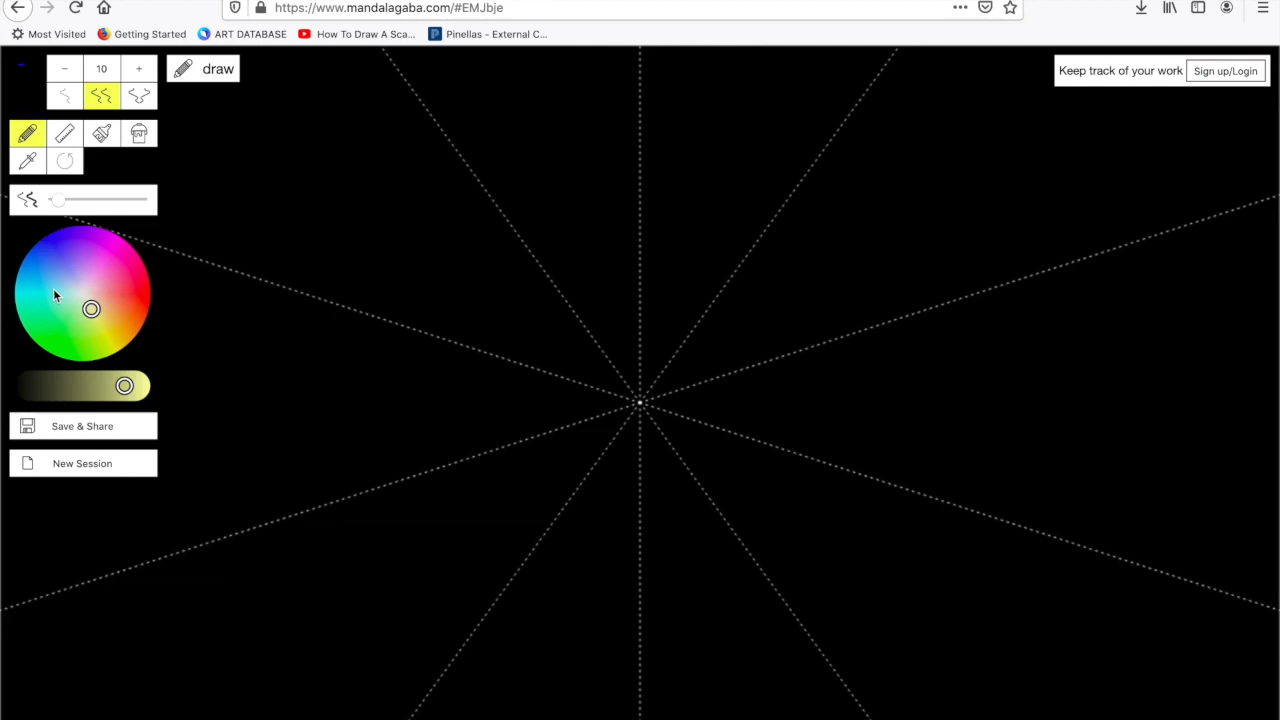 https://www.mandalagaba.com/#EMJbje
Most Visited Getting Started ART DATABASE How To Draw A Sca... Pinellas - External C...
− 10 + draw
Keep track of your work Sign up/Login
Save & Share
New Session